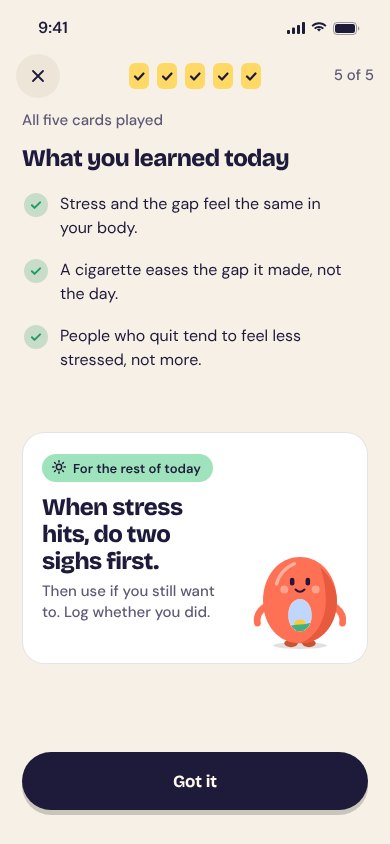 9:41
5 of 5
All five cards played
What you learned today
Stress and the gap feel the same in
your body.
A cigarette eases the gap it made, not
the day.
People who quit tend to feel less
stressed, not more.
For the rest of today
When stress
hits, do two
sighs first.
Then use if you still want
to. Log whether you did.
Got it